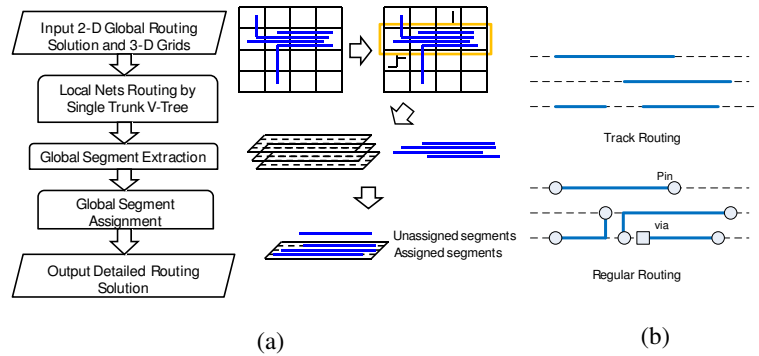 Input 2-D Global Routing
Solution and 3-D Grids
Local Nets Routing by
Single Trunk V-Tree
Global Segment Extraction
Global Segment
Assignment
Output Detailed Routing
Solution
Unassigned segments
Assigned segments
(a)
Track Routing
Pin
via
Regular Routing
(b)